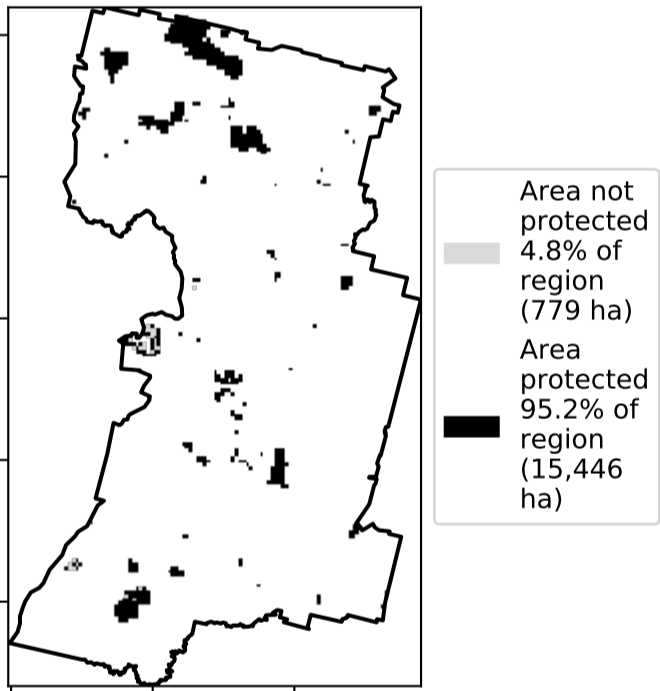 Area not
protected
4.8% of
region
(779 ha)
Area
protected
95.2% of
region
(15,446
ha)